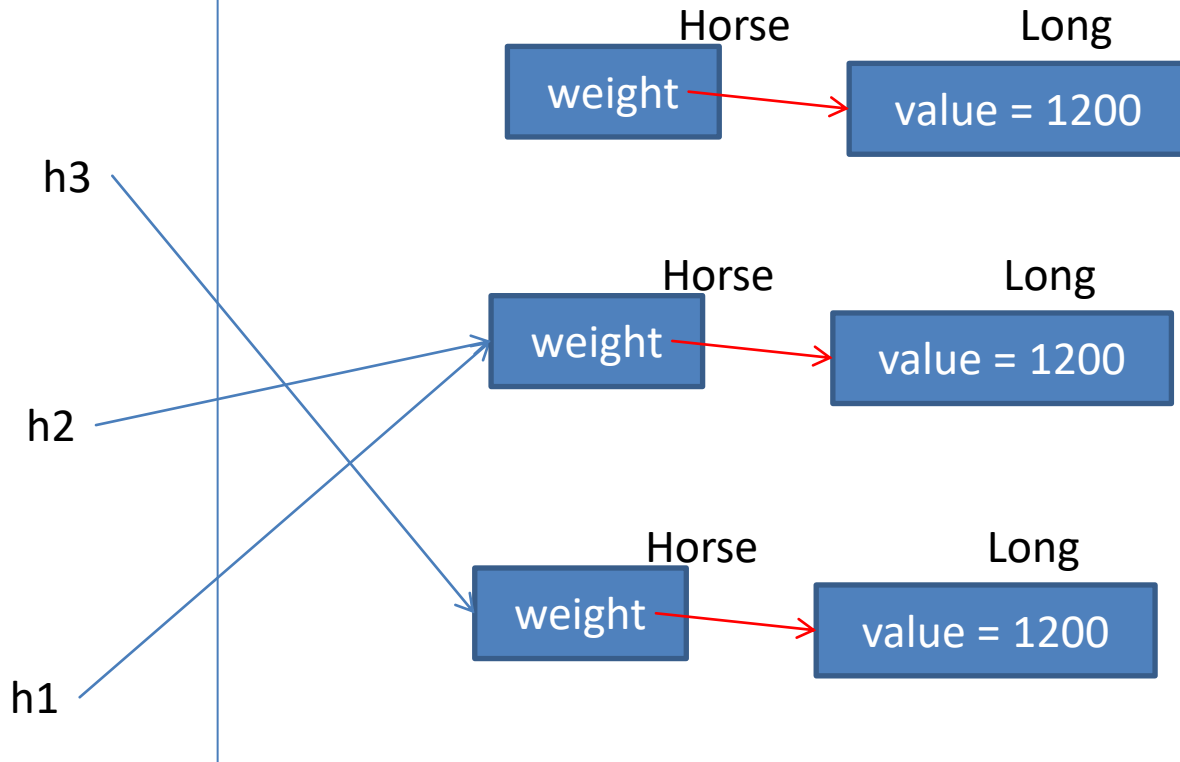 Horse Long
weight value = 1200
h3
Horse Long
weight value = 1200
h2
Horse Long
weight value = 1200
h1